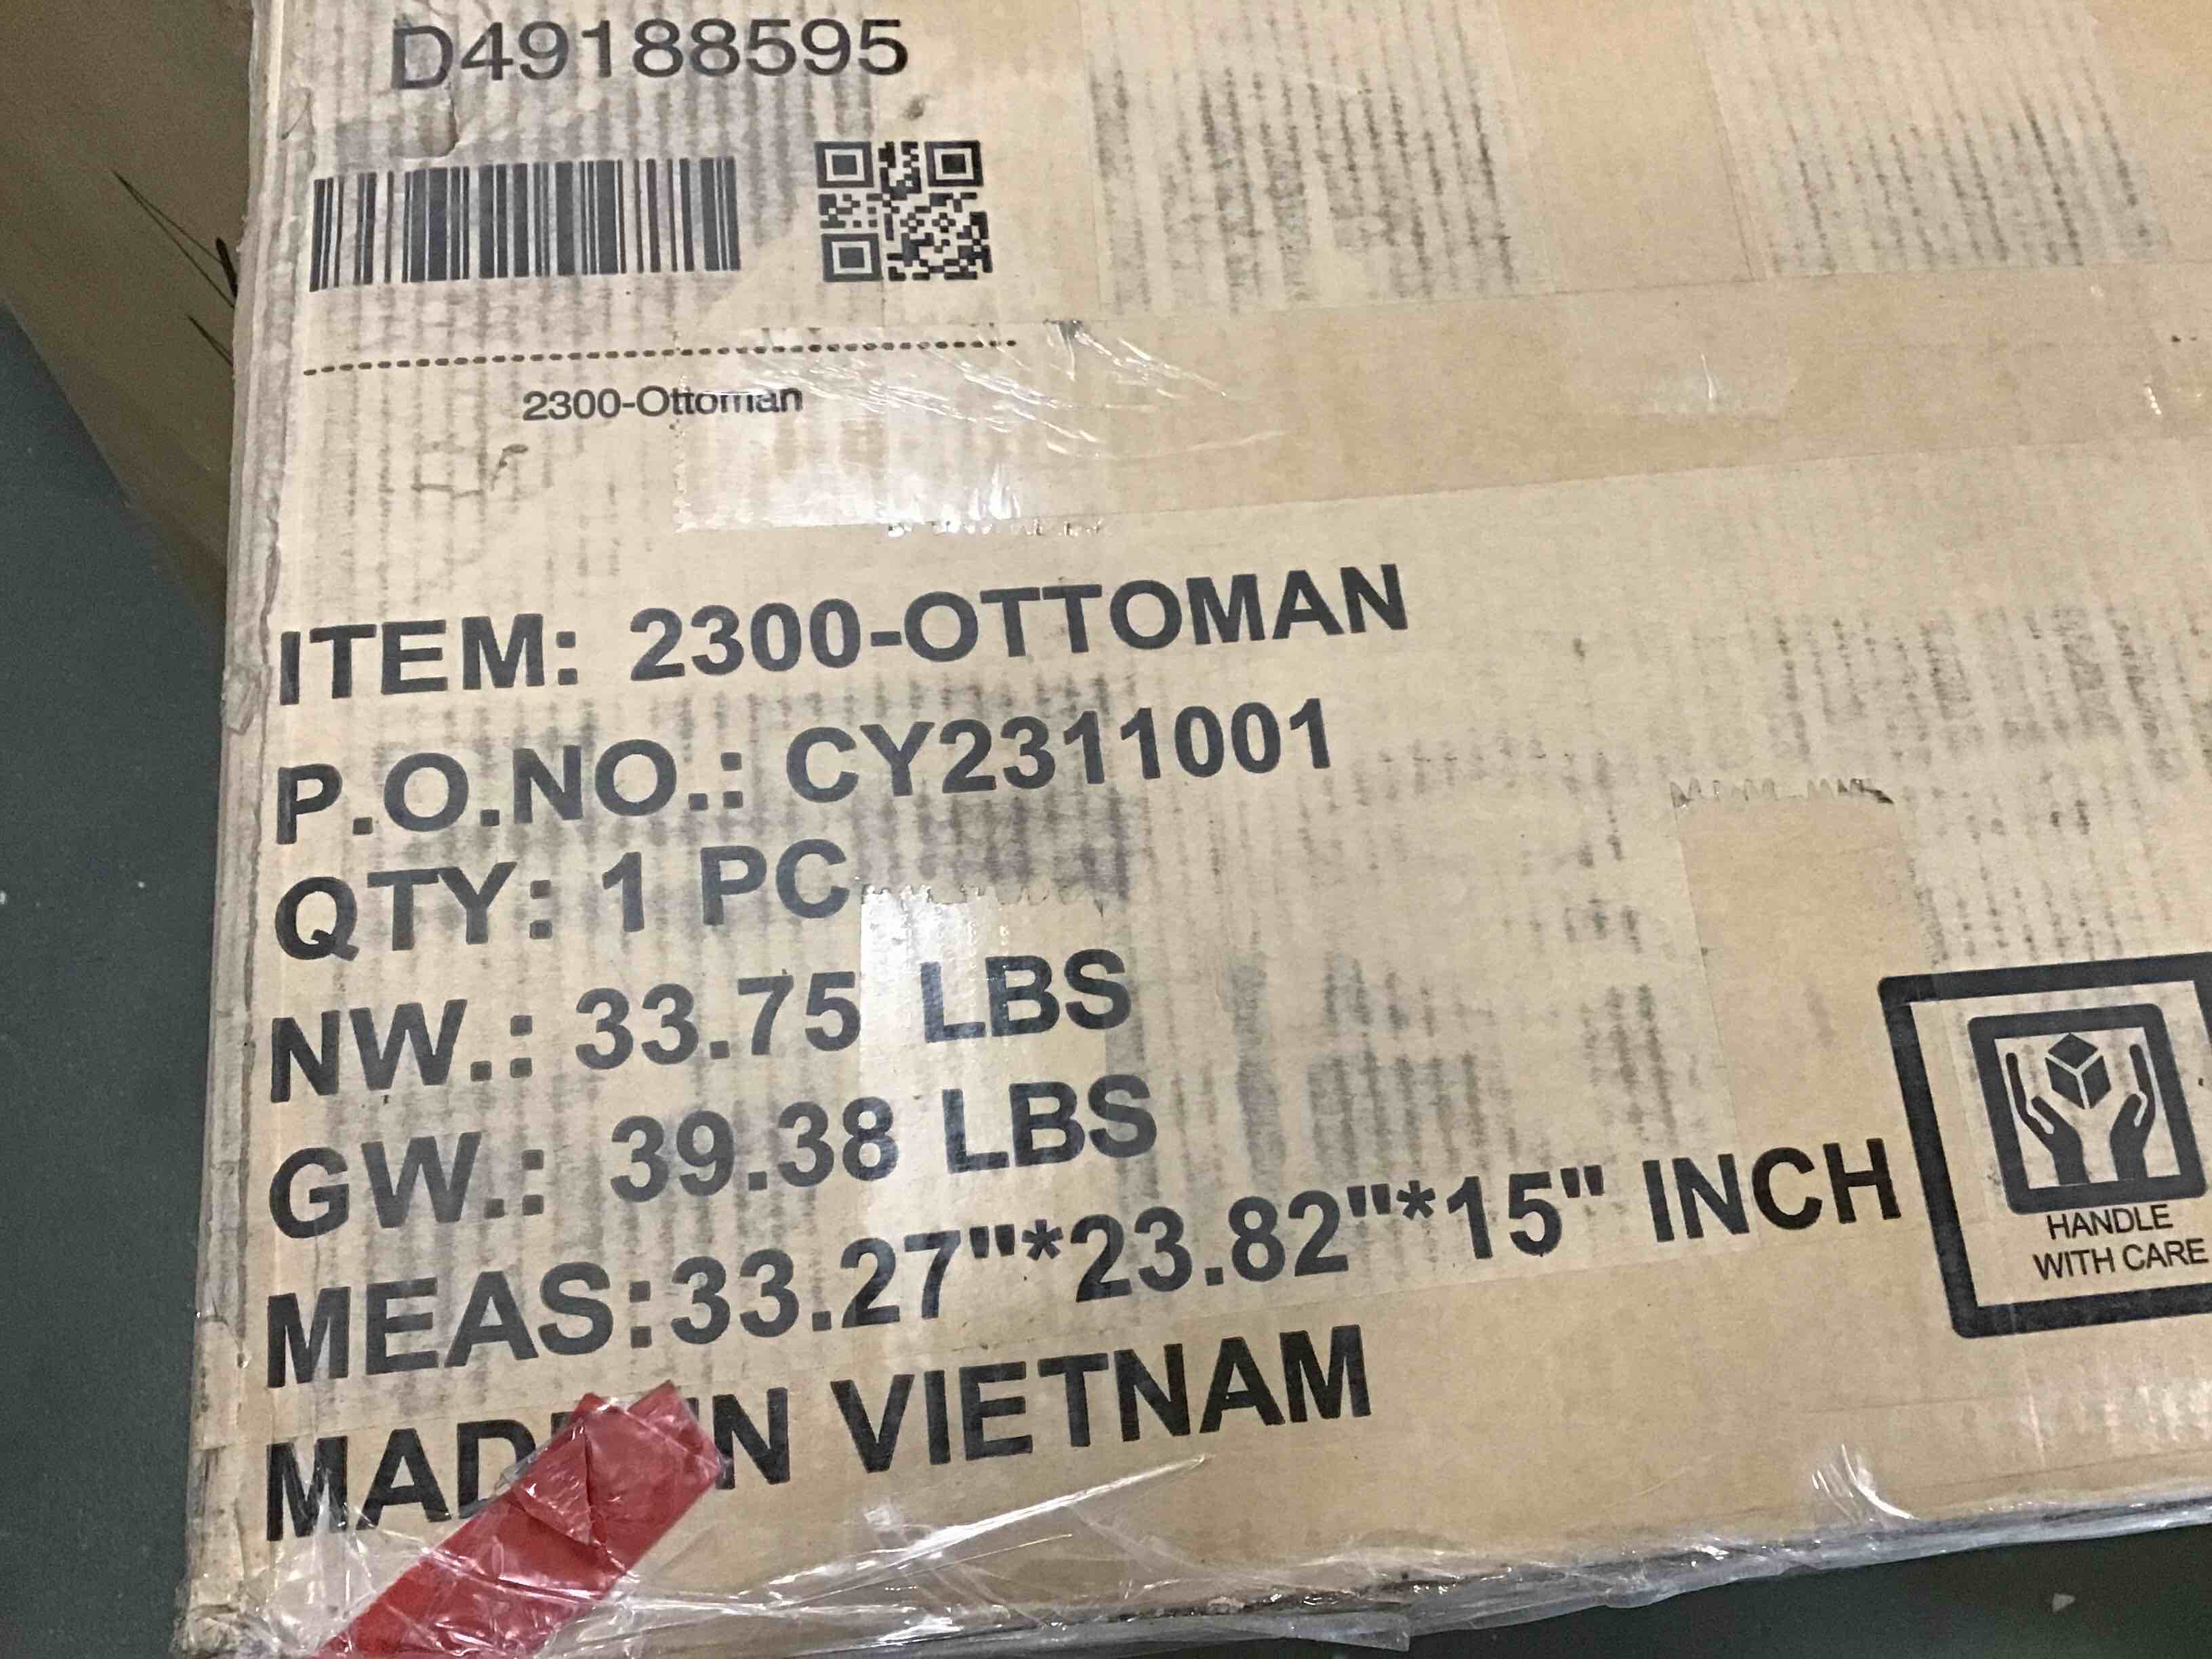 D49188595
2300-Ottoman
ITEM: 2300-OTTOMAN
P.O.NO.: CY2311001
QTY: 1 PC
NW.: 33.75 LBS
GW.: 39.38 LBS
MEAS:33.27"*23.82"*15" INCH
VIETNAM
HANDLE
WITH CARE